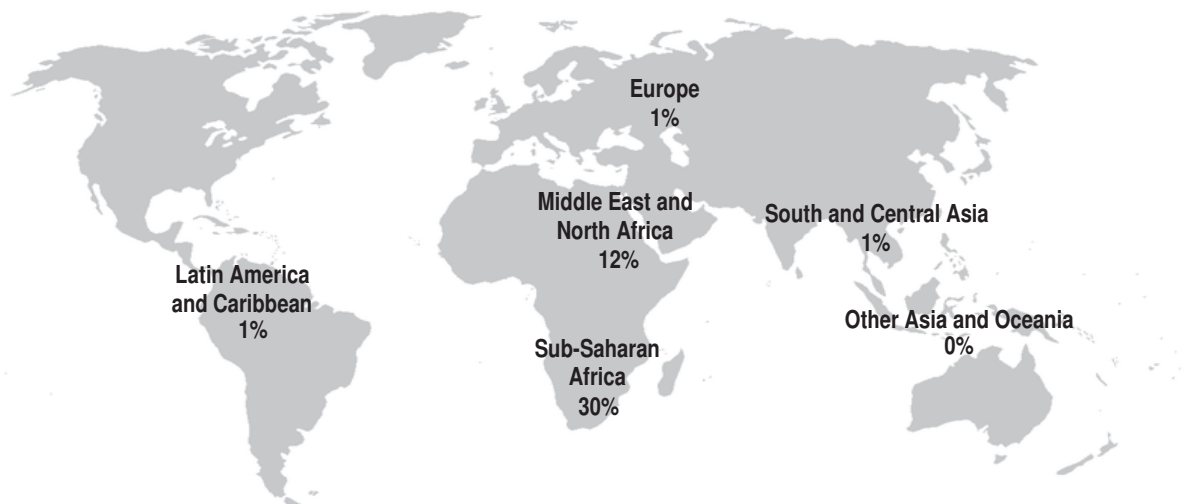 Europe
1%
Middle East and
North Africa
12%
South and Central Asia
1%
Latin America
and Caribbean
1%
Other Asia and Oceania
0%
Sub-Saharan
Africa
30%